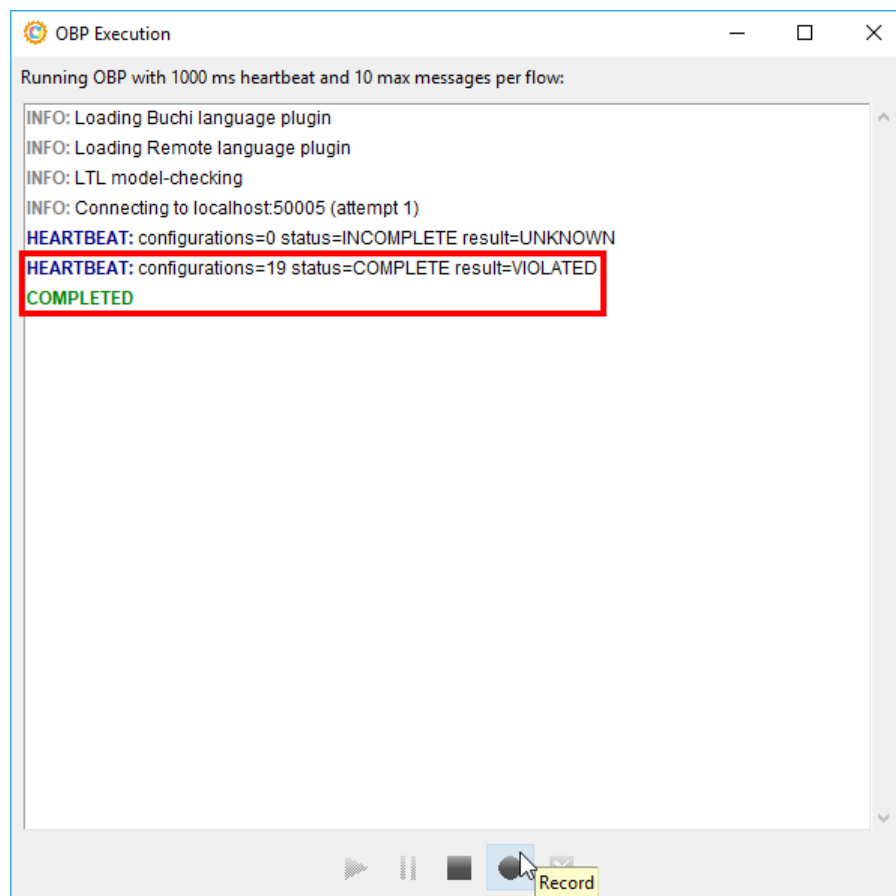 OBP Execution
Running OBP with 1000 ms heartbeat and 10 max messages per flow:
INFO: Loading Buchi language plugin
INFO: Loading Remote language plugin
INFO: LTL model-checking
INFO: Connecting to localhost:50005 (attempt 1)
HEARTBEAT: configurations=0 status=INCOMPLETE result=UNKNOWN
HEARTBEAT: configurations=19 status=COMPLETE result=VIOLATED
COMPLETED
Record